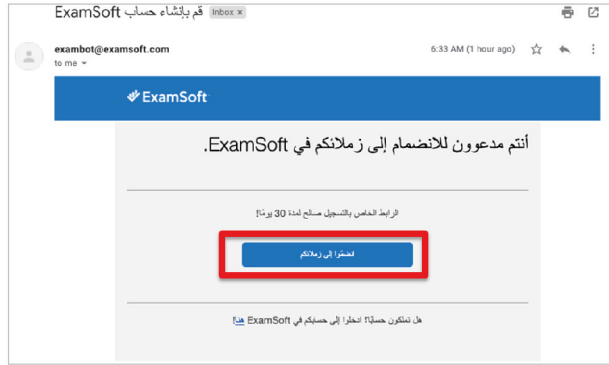 قم بإنشاء حساب ExamSoft Inbox x
exambot@examsoft.com 6:33 AM (1 hour ago)
to me
ExamSoft
أنتم مدعوون للانضمام إلى زملائكم في ExamSoft.
الرابط الخاص بالتسجيل صالح لمدة 30 يومًا!
انضمّوا إلى زملائكم
هل تملكون حسابًا؟ ادخلوا إلى حسابكم في ExamSoft هنا!